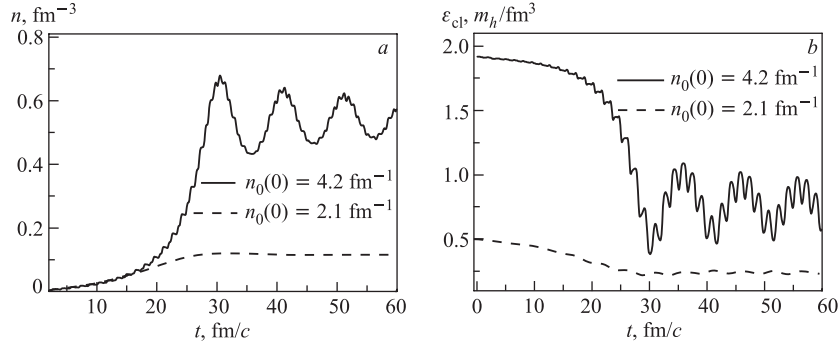 n, fm−3
a
0.8
0.6
0.4
0.2
0
n0(0) = 4.2 fm−1
n0(0) = 2.1 fm−1
10 20 30 40 50 60
t, fm/c
εcl, mh/fm3
b
2.0
1.5
1.0
0.5
n0(0) = 4.2 fm−1
n0(0) = 2.1 fm−1
0 10 20 30 40 50 60
t, fm/c